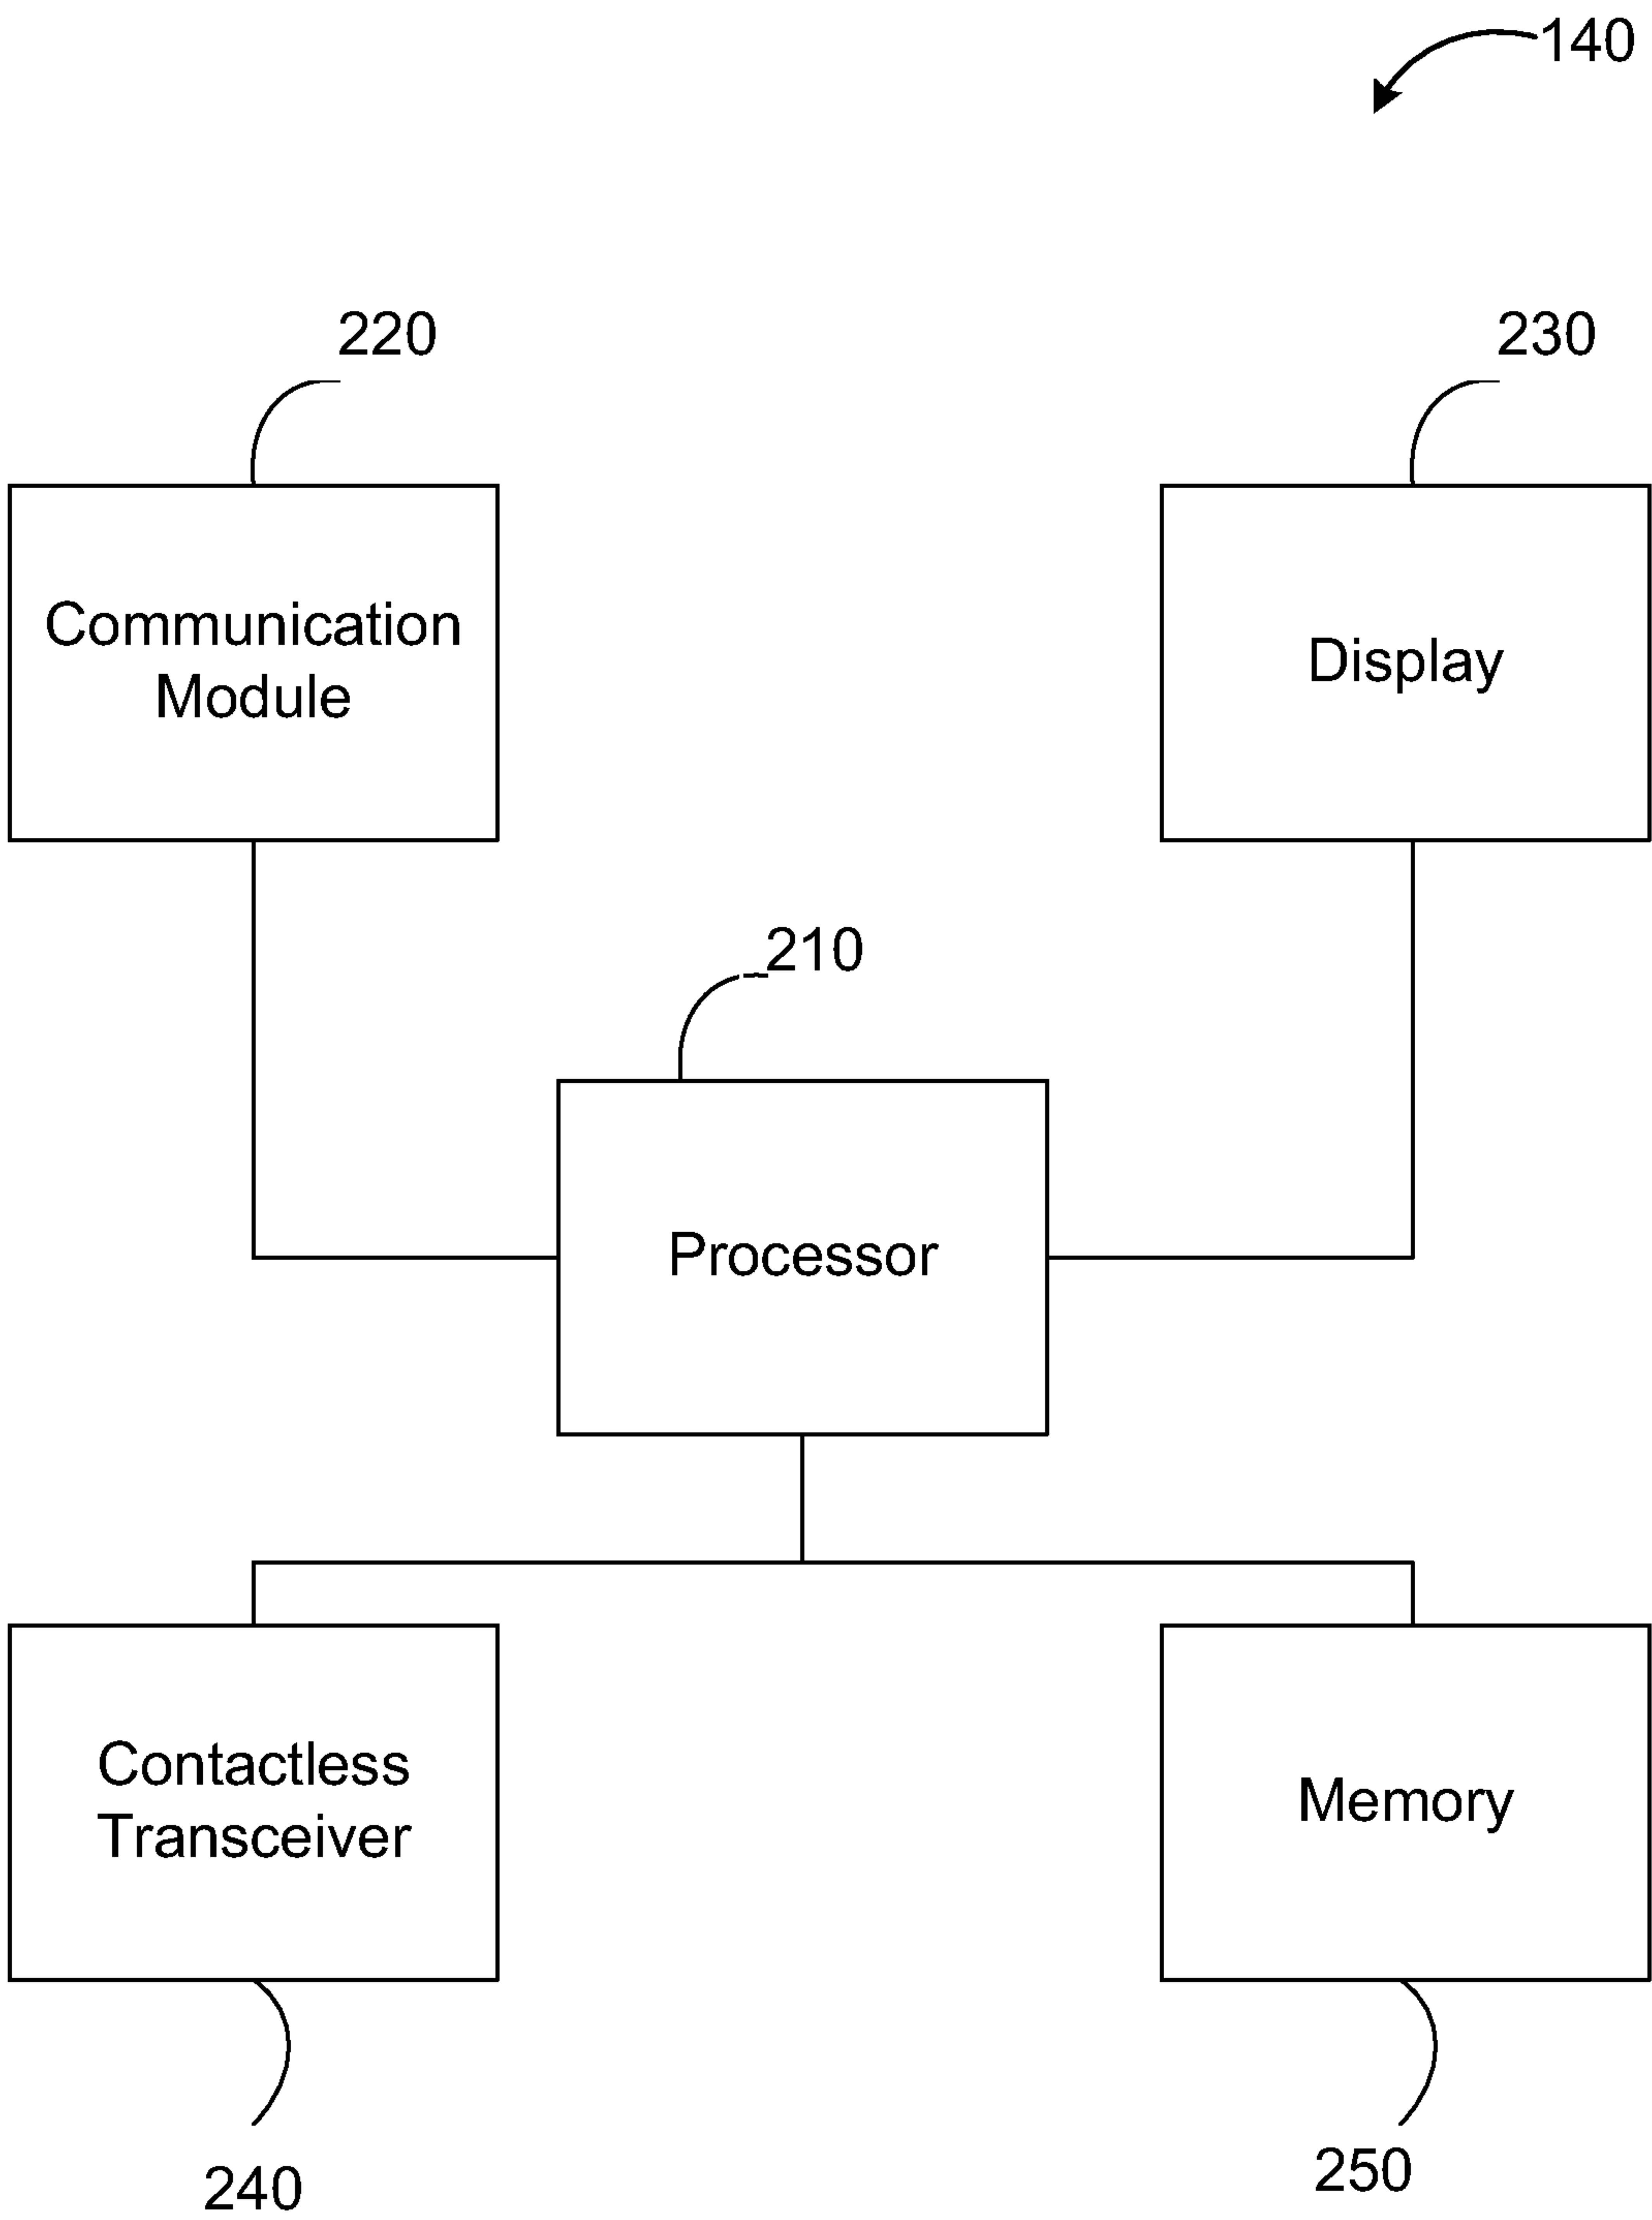 140
220
230
Communication
Module
Display
210
Processor
Contactless
Transceiver
Memory
240
250